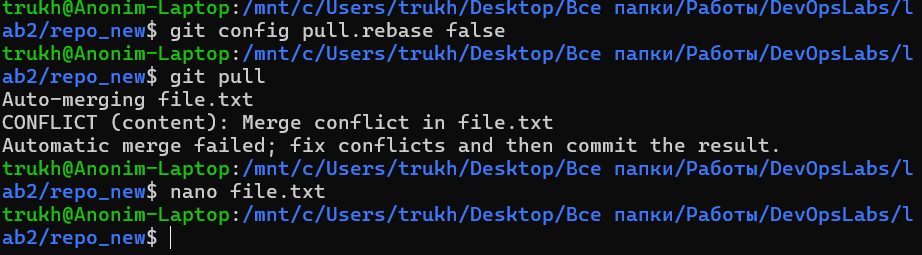 trukh@Anonim-Laptop:/mnt/c/Users/trukh/Desktop/Все папки/Работы/DevOpsLabs/l
ab2/repo_new$ git config pull.rebase false
trukh@Anonim-Laptop:/mnt/c/Users/trukh/Desktop/Все папки/Работы/DevOpsLabs/l
ab2/repo_new$ git pull
Auto-merging file.txt
CONFLICT (content): Merge conflict in file.txt
Automatic merge failed; fix conflicts and then commit the result.
trukh@Anonim-Laptop:/mnt/c/Users/trukh/Desktop/Все папки/Работы/DevOpsLabs/l
ab2/repo_new$ nano file.txt
trukh@Anonim-Laptop:/mnt/c/Users/trukh/Desktop/Все папки/Работы/DevOpsLabs/l
ab2/repo_new$